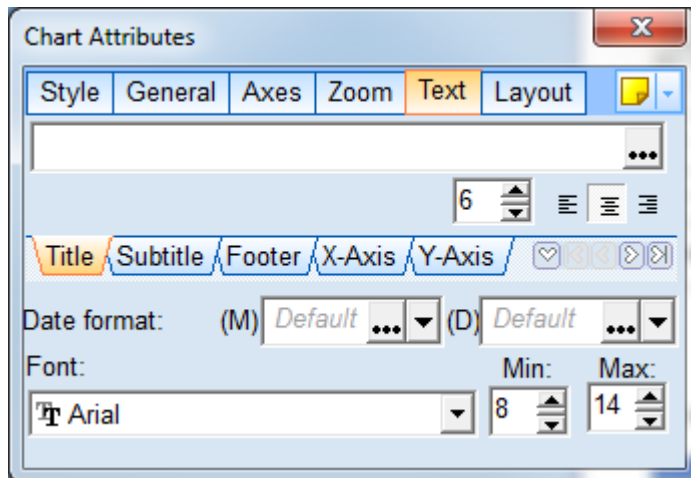 Chart Attributes
Style General Axes Zoom Text Layout
6
Title Subtitle Footer X-Axis Y-Axis
Date format: (M) Default ... (D) Default ...
Font: Min: Max:
Arial 8 14